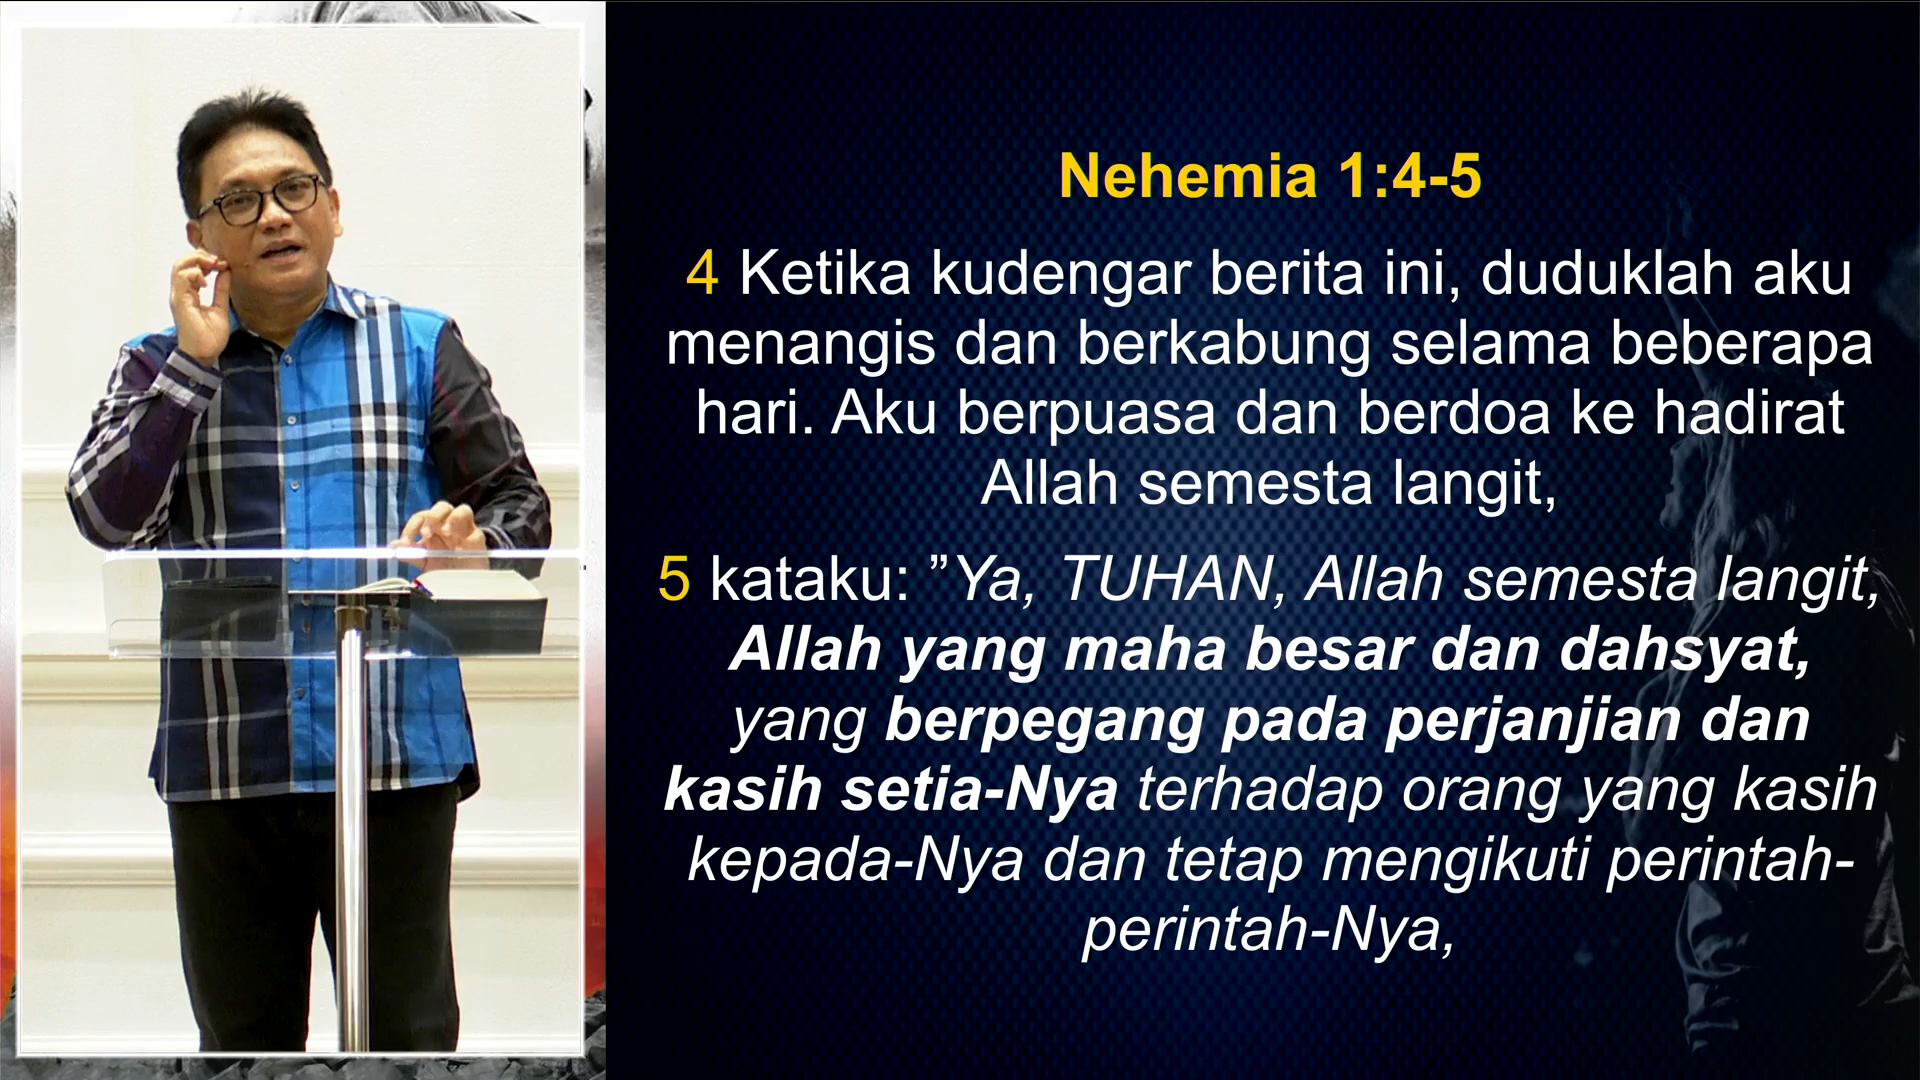 Nehemia 1:4-5
4 Ketika kudengar berita ini, duduklah aku
menangis dan berkabung selama beberapa
hari. Aku berpuasa dan berdoa ke hadirat
Allah semesta langit,
5 kataku: ”Ya, TUHAN, Allah semesta langit,
Allah yang maha besar dan dahsyat,
yang berpegang pada perjanjian dan
kasih setia-Nya terhadap orang yang kasih
kepada-Nya dan tetap mengikuti perintah-
perintah-Nya,